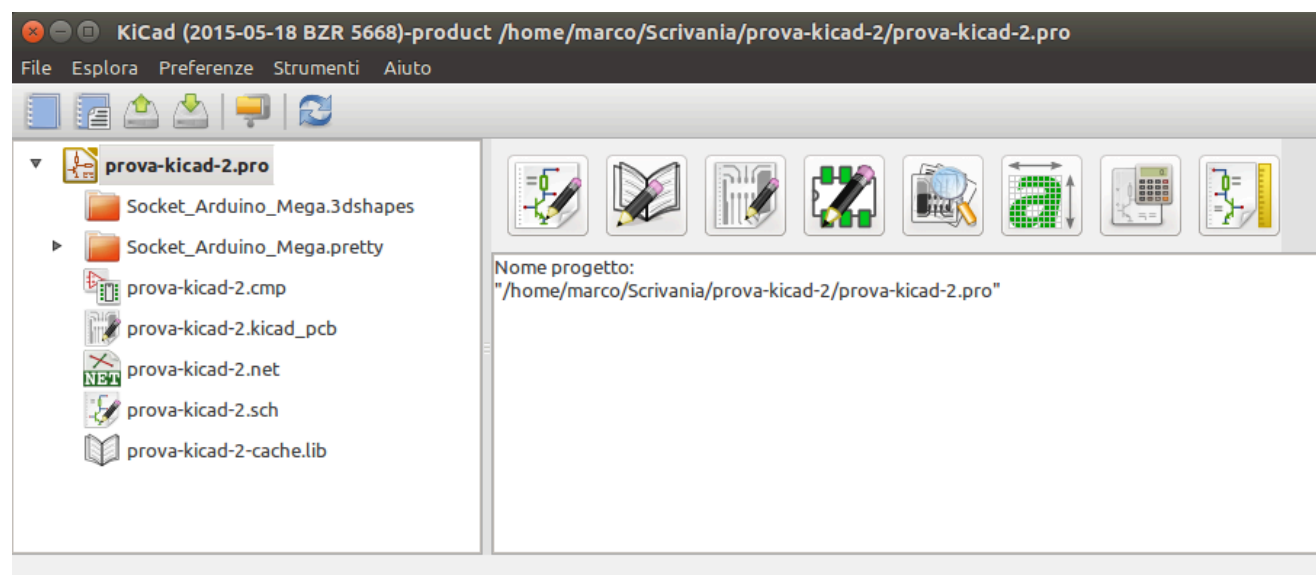 KiCad (2015-05-18 BZR 5668)-product /home/marco/Scrivania/prova-kicad-2/prova-kicad-2.pro
File Esplora Preferenze Strumenti Aiuto
prova-kicad-2.pro
Socket_Arduino_Mega.3dshapes
Socket_Arduino_Mega.pretty
prova-kicad-2.cmp
prova-kicad-2.kicad_pcb
NET prova-kicad-2.net
prova-kicad-2.sch
prova-kicad-2-cache.lib
a
Nome progetto:
"/home/marco/Scrivania/prova-kicad-2/prova-kicad-2.pro"